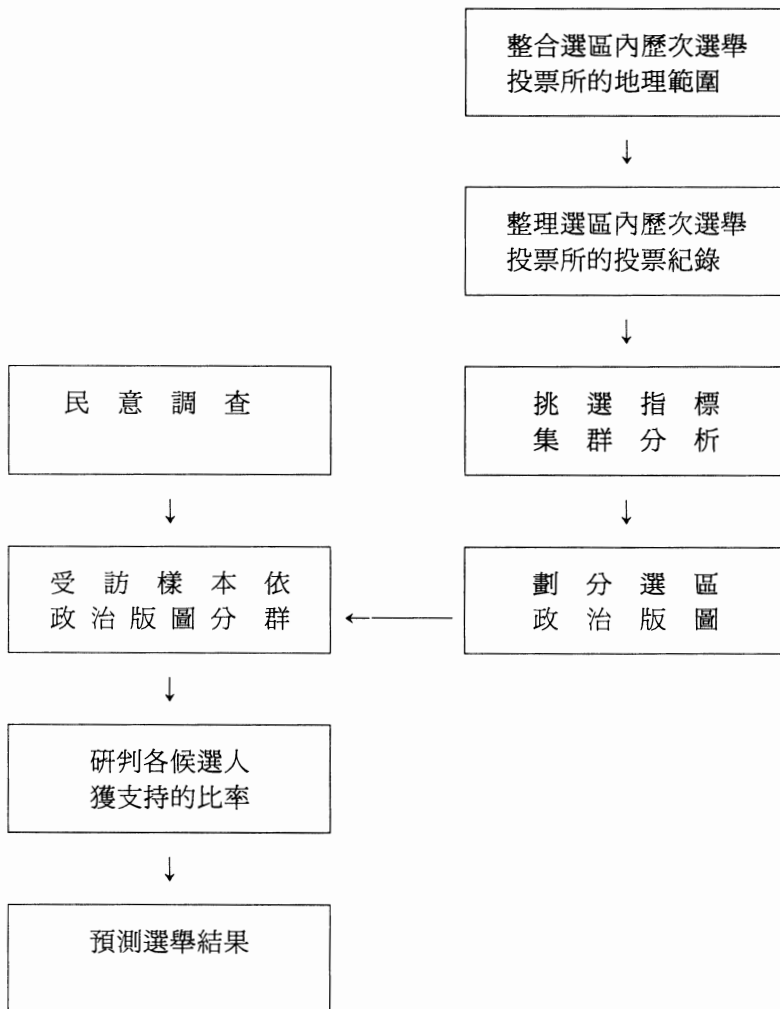 整合選區內歷次選舉
投票所的地理範圍
↓
整理選區內歷次選舉
投票所的投票紀錄
↓
挑選指標
集群分析
↓
劃分選區
政治版圖
←
民意調查
↓
受訪樣本依
政治版圖分群
↓
研判各候選人
獲支持的比率
↓
預測選舉結果